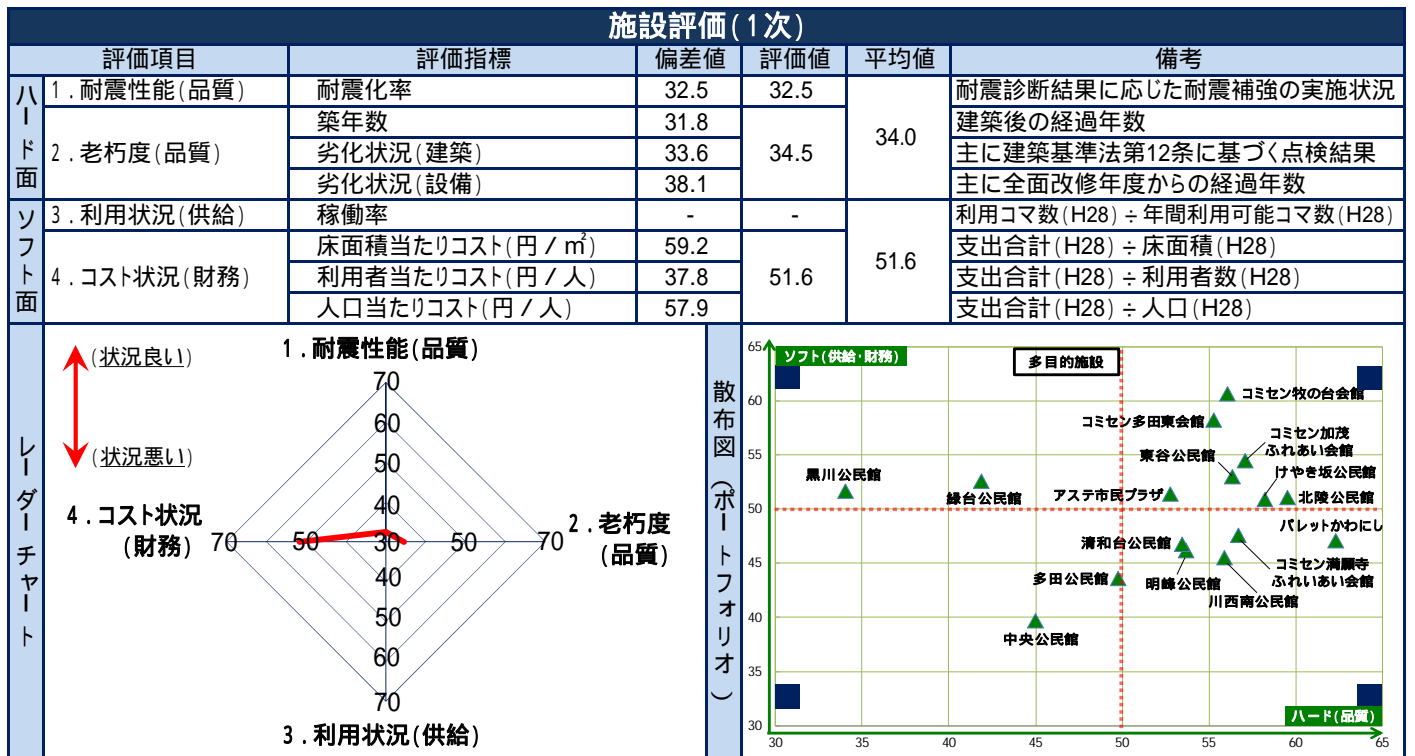 施設評価(1次)
評価項目 評価指標 偏差値 評価値 平均値 備考
ハード面
1.耐震性能(品質) 耐震化率 32.5 32.5 34.0 耐震診断結果に応じた耐震補強の実施状況
2.老朽度(品質) 築年数 31.8 34.5 建築後の経過年数
劣化状況(建築) 33.6 主に建築基準法第12条に基づく点検結果
劣化状況(設備) 38.1 主に全面改修年度からの経過年数
ソフト面
3.利用状況(供給) 稼働率 - - 51.6 利用コマ数(H28)÷年間利用可能コマ数(H28)
4.コスト状況(財務) 床面積当たりコスト(円/㎡) 59.2 51.6 支出合計(H28)÷床面積(H28)
利用者当たりコスト(円/人) 37.8 支出合計(H28)÷利用者数(H28)
人口当たりコスト(円/人) 57.9 支出合計(H28)÷人口(H28)
レーダーチャート
(状況良い)
(状況悪い)
1.耐震性能(品質)
70
60
50
40
4.コスト状況
(財務)
70 50 30 50 70
2.老朽度
(品質)
40
50
60
70
3.利用状況(供給)
散布図(ポートフォリオ)
65
ソフト(供給・財務)
多目的施設
60
コミセン牧の台会館
コミセン多田東会館
コミセン加茂
ふれあい会館
55
東谷公民館
けやき坂公民館
黒川公民館
緑台公民館
アステ市民プラザ
北陵公民館
50
パレットかわにし
清和台公民館
コミセン満願寺
ふれいあい会館
45
多田公民館
明峰公民館
川西南公民館
40
中央公民館
35
ハード(品質)
30
30 35 40 45 50 55 60 65